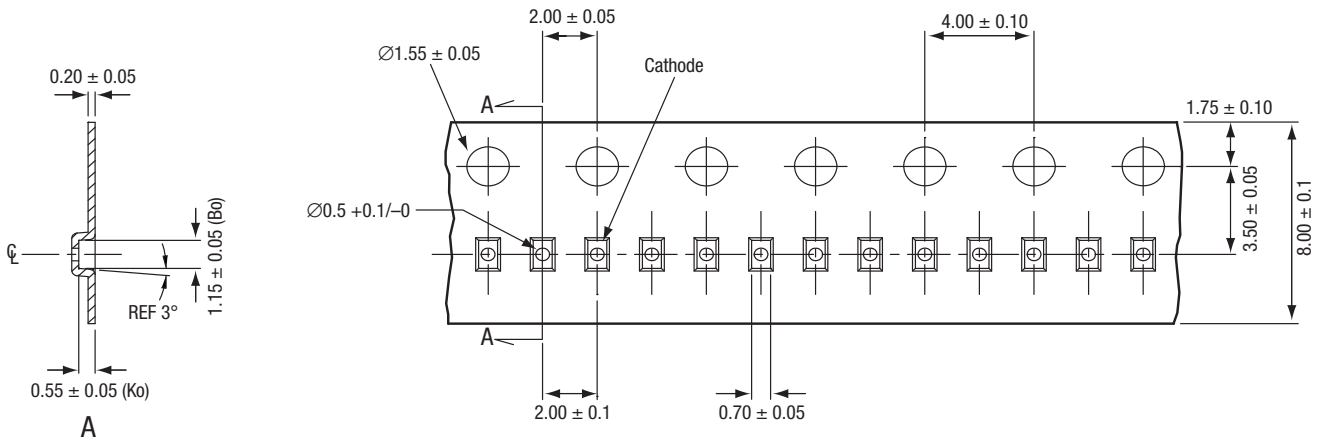 2.00 ± 0.05
4.00 ± 0.10
∅1.55 ± 0.05
0.20 ± 0.05
Cathode
A
1.75 ± 0.10
∅0.5 +0.1/–0
℄
1.15 ± 0.05 (Bo)
3.50 ± 0.05
8.00 ± 0.1
REF 3°
A
0.55 ± 0.05 (Ko)
2.00 ± 0.1
0.70 ± 0.05
A